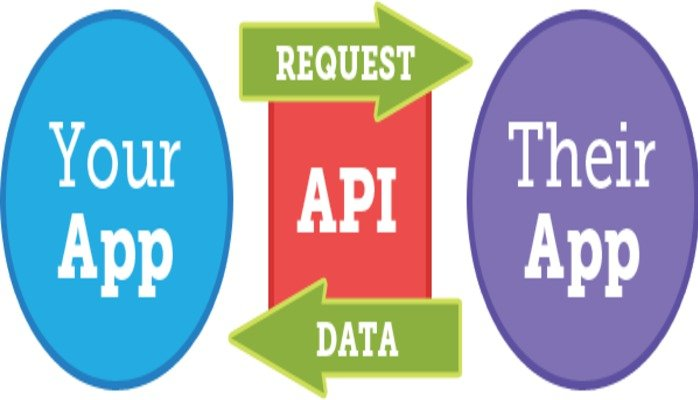 Your
App
REQUEST
API
DATA
Their
App